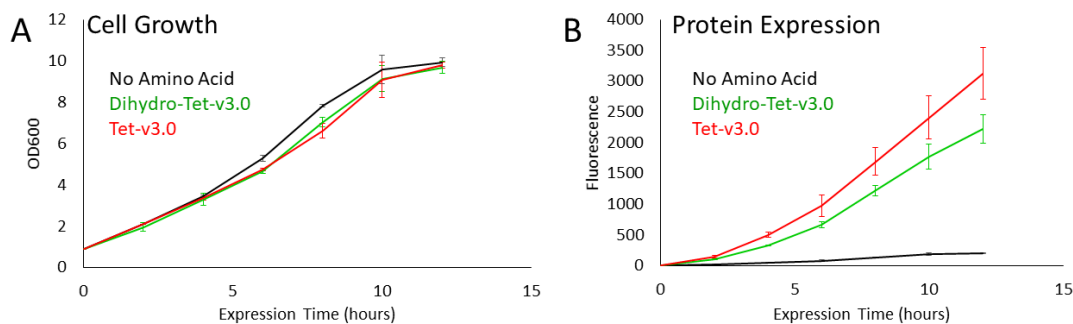 A
Cell Growth
12
10
8
6
4
2
0
OD600
No Amino Acid
Dihydro-Tet-v3.0
Tet-v3.0
0
5
10
15
Expression Time (hours)
B
Protein Expression
4000
3500
3000
2500
2000
1500
1000
500
0
Fluorescence
No Amino Acid
Dihydro-Tet-v3.0
Tet-v3.0
0
5
10
15
Expression Time (hours)